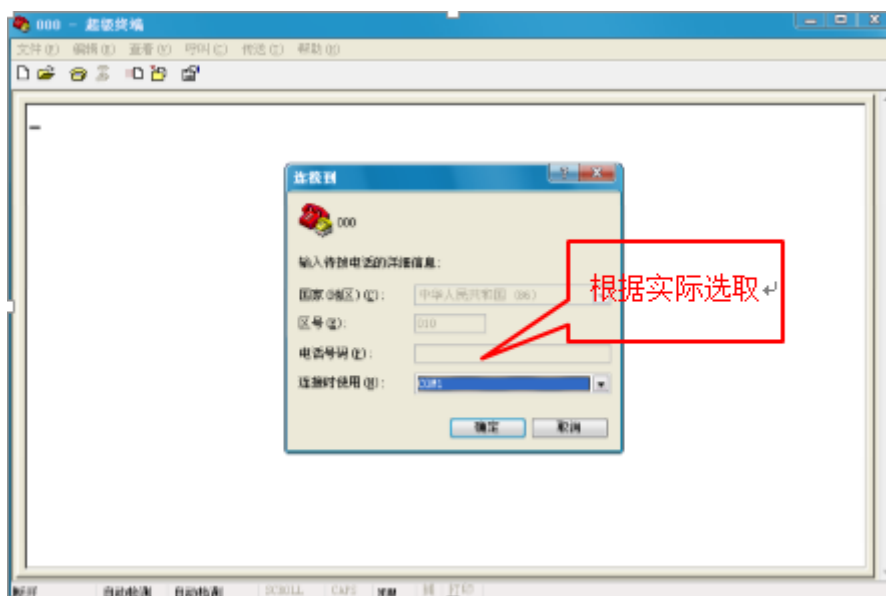 000 - 超级终端
文件(F) 编辑(E) 查看(V) 呼叫(C) 传送(T) 帮助(H)
连接到
000
输入待拨电话的详细信息:
国家(地区)(C): 中华人民共和国 (86)
区号(E): 010
电话号码(P):
连接时使用(N): COM1
确定 取消
根据实际选取↵
断开 自动检测 自动检测 SCROLL CAPS NUM 捕 打印